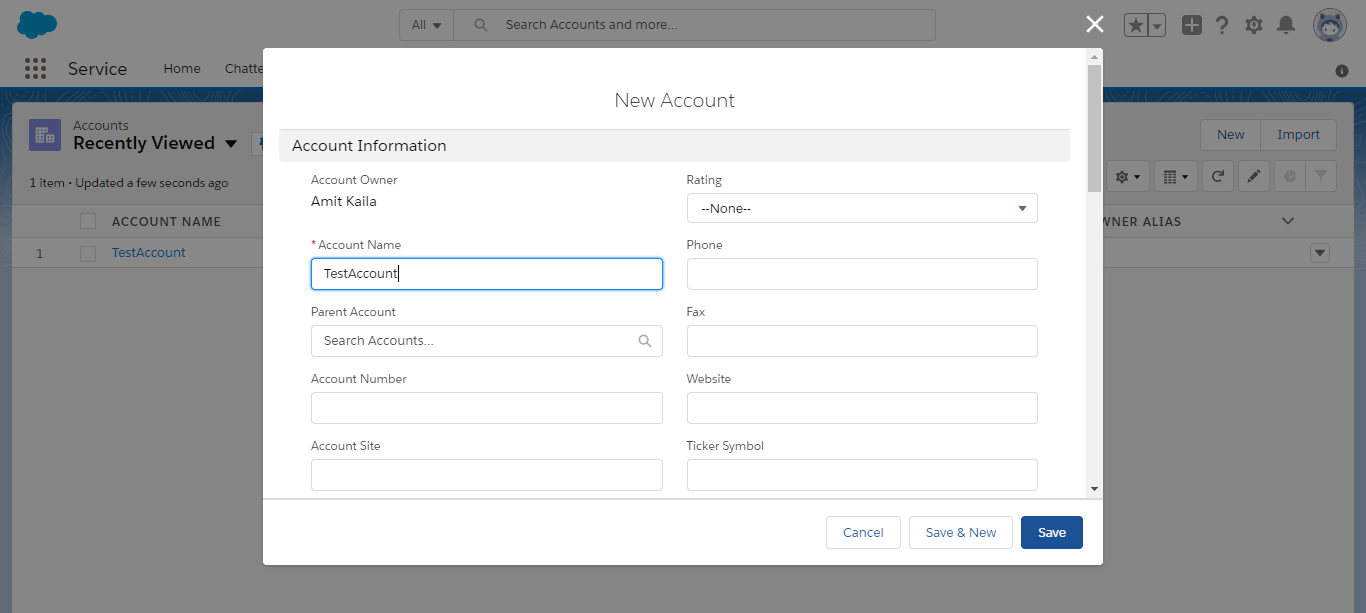 All
Search Accounts and more...
Service
Home
Chatte
New Account
Accounts
Recently Viewed
New
Import
1 item • Updated a few seconds ago
ACCOUNT NAME
WNER ALIAS
1
TestAccount
Account Information
Account Owner
Amit Kaila
Rating
--None--
* Account Name
TestAccount
Phone
Parent Account
Search Accounts...
Fax
Account Number
Website
Account Site
Ticker Symbol
Cancel
Save & New
Save